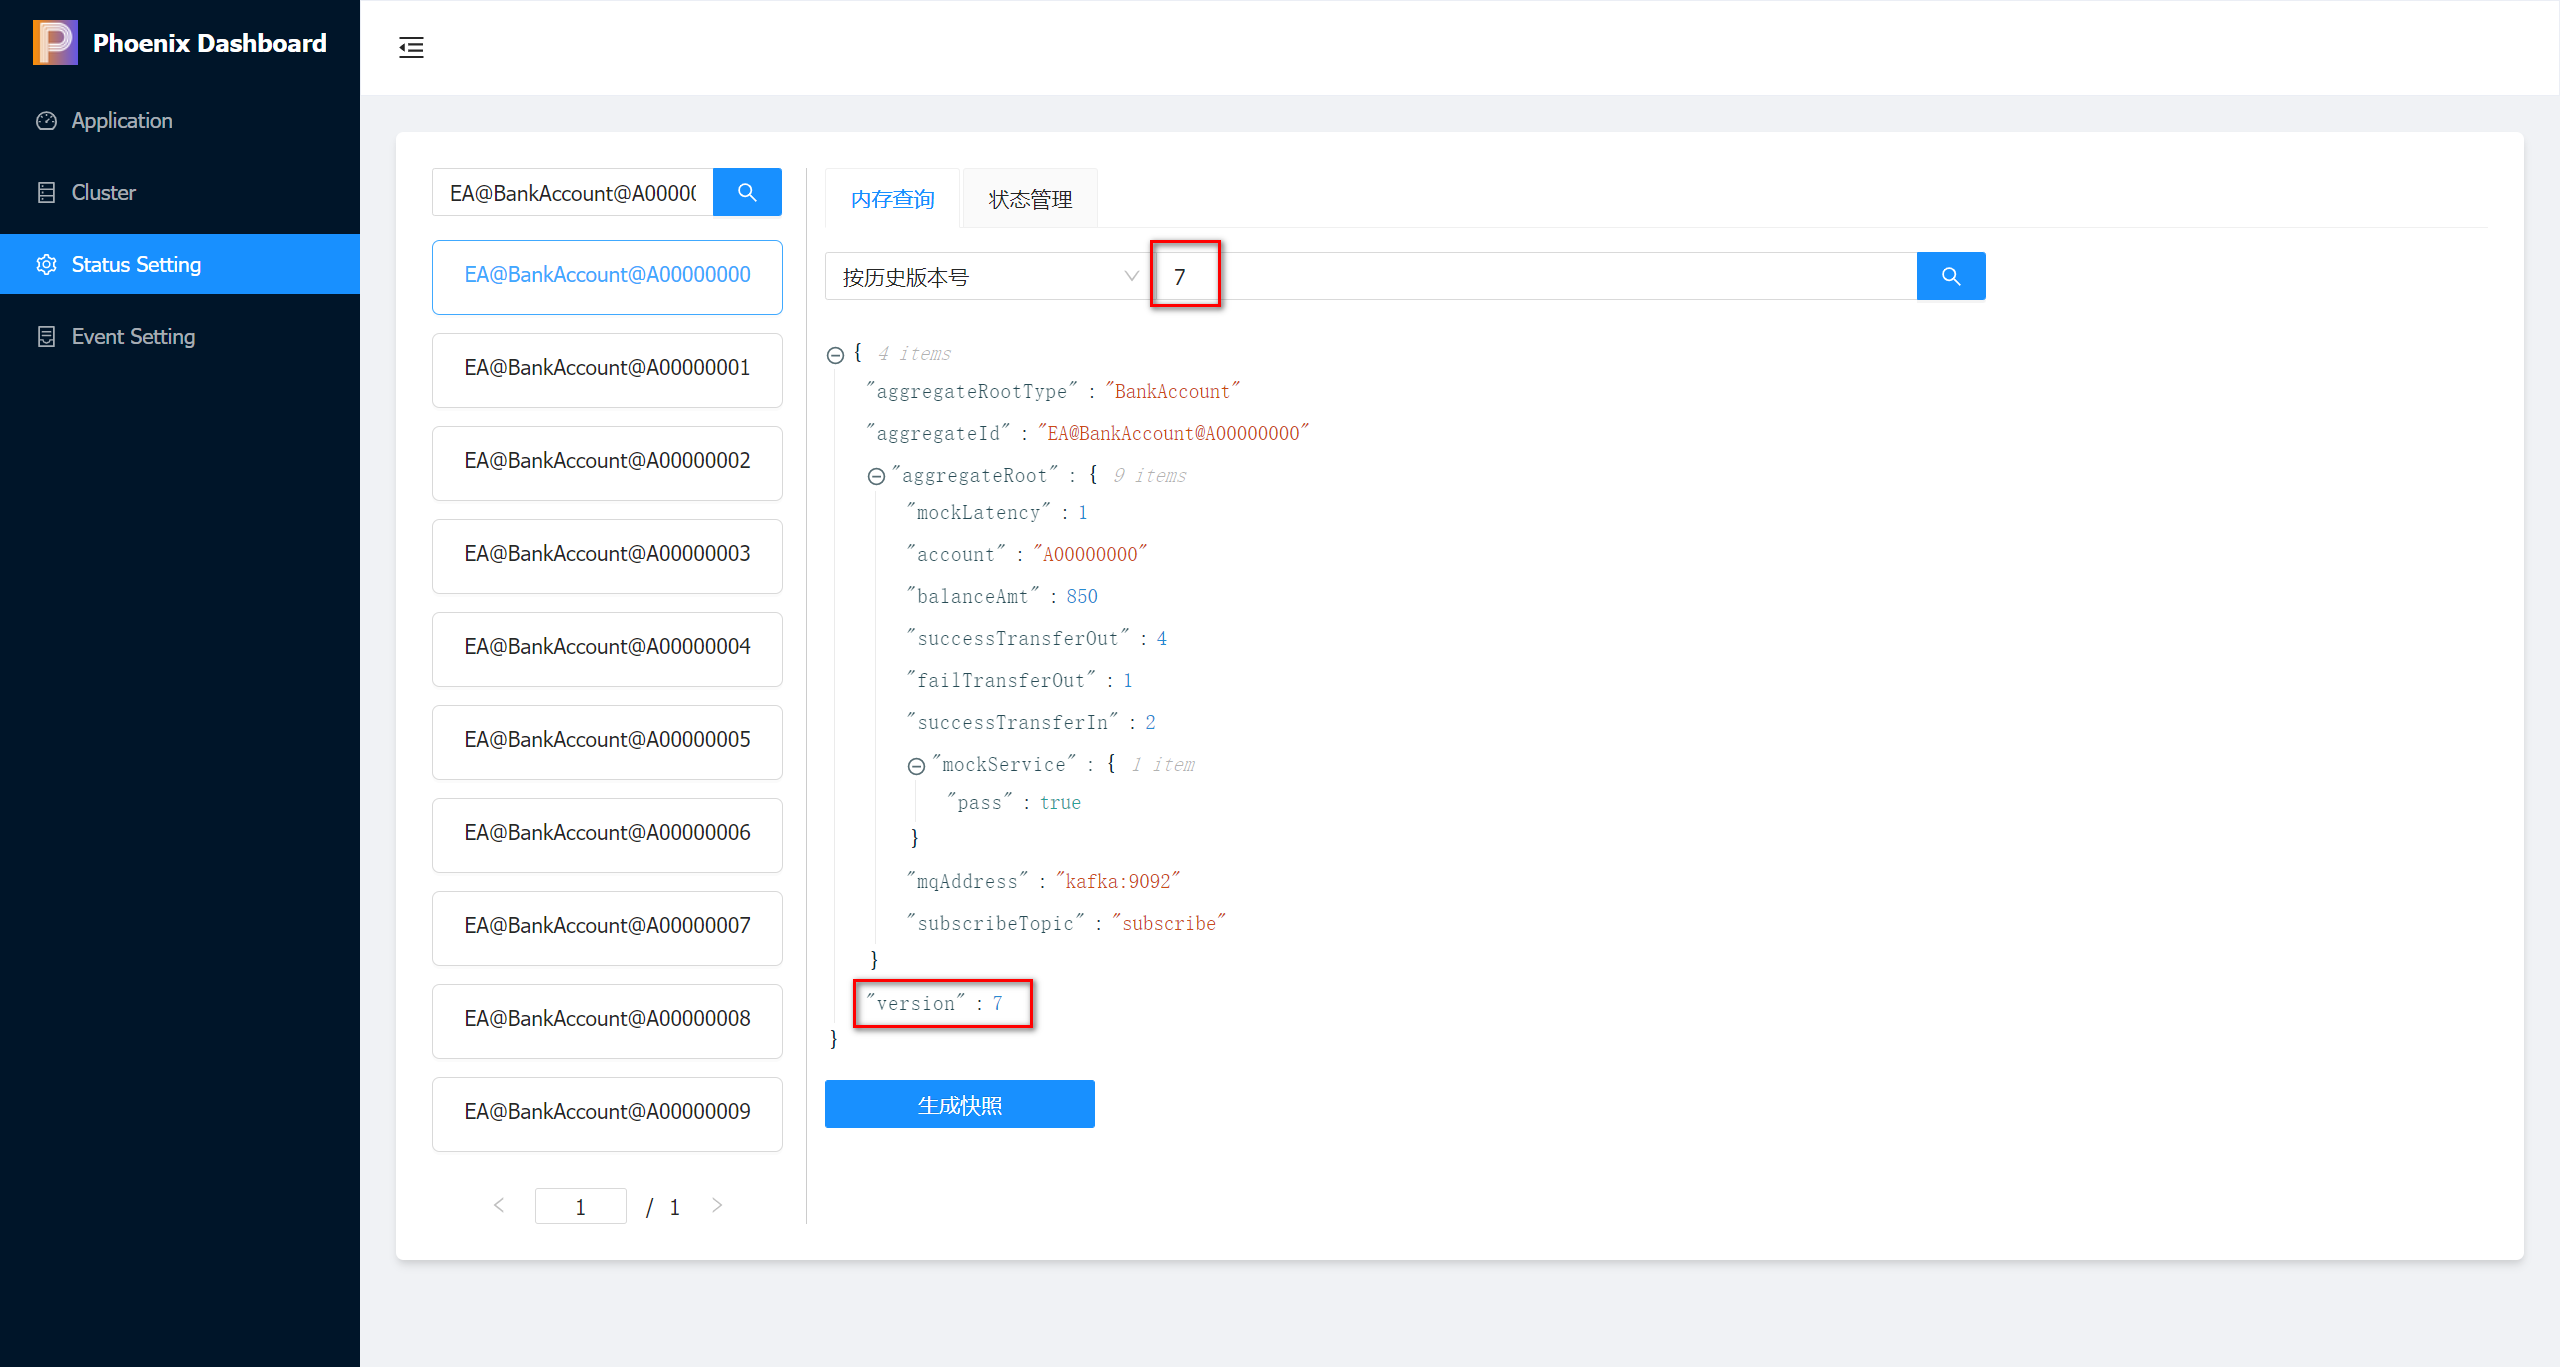 Phoenix Dashboard
Application
Cluster
Status Setting
Event Setting
EA@BankAccount@A0000
EA@BankAccount@A00000000
EA@BankAccount@A00000001
EA@BankAccount@A00000002
EA@BankAccount@A00000003
EA@BankAccount@A00000004
EA@BankAccount@A00000005
EA@BankAccount@A00000006
EA@BankAccount@A00000007
EA@BankAccount@A00000008
EA@BankAccount@A00000009
1 / 1
内存查询 状态管理
按历史版本号 7
{ 4 items
"aggregateRootType" : "BankAccount"
"aggregateId" : "EA@BankAccount@A00000000"
"aggregateRoot" : { 9 items
"mockLatency" : 1
"account" : "A00000000"
"balanceAmt" : 850
"successTransferOut" : 4
"failTransferOut" : 1
"successTransferIn" : 2
"mockService" : { 1 item
"pass" : true
}
"mqAddress" : "kafka:9092"
"subscribeTopic" : "subscribe"
}
"version" : 7
}
生成快照